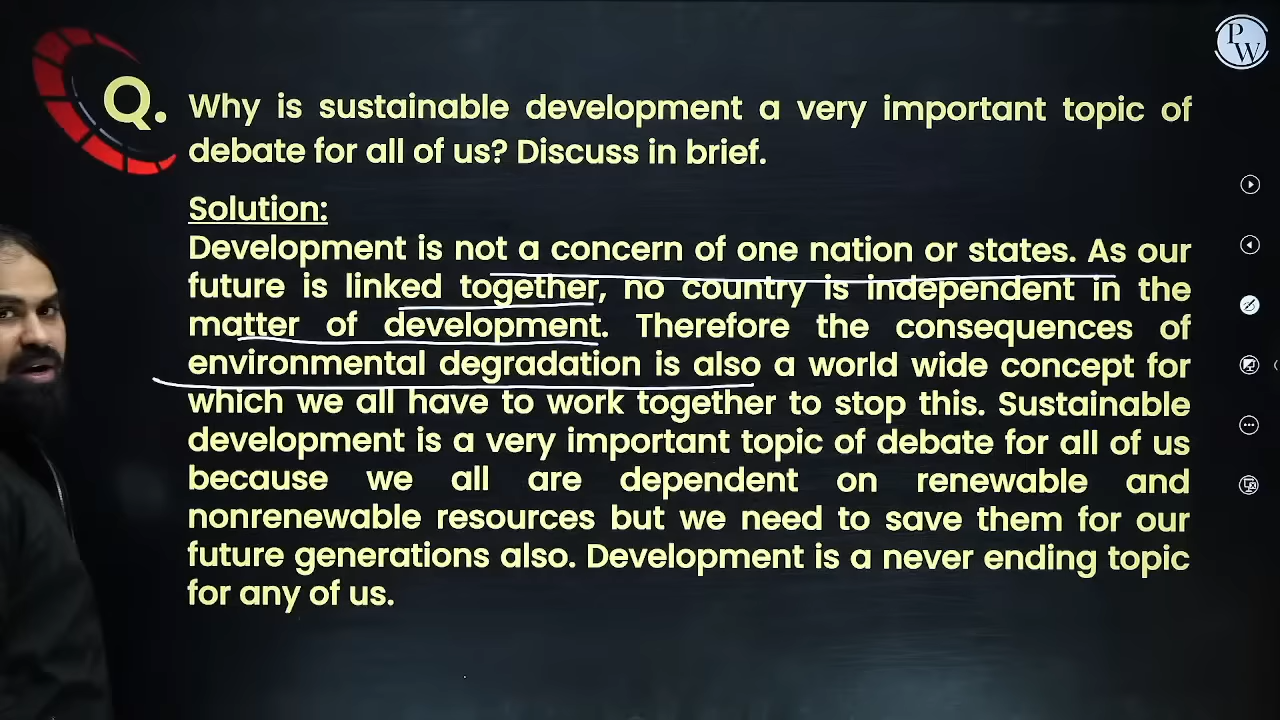 PW
Q.
Why is sustainable development a very important topic of
debate for all of us? Discuss in brief.
Solution:
Development is not a concern of one nation or states. As our
future is linked together, no country is independent in the
matter of development. Therefore the consequences of
environmental degradation is also a world wide concept for
which we all have to work together to stop this. Sustainable
development is a very important topic of debate for all of us
because we all are dependent on renewable and
nonrenewable resources but we need to save them for our
future generations also. Development is a never ending topic
for any of us.